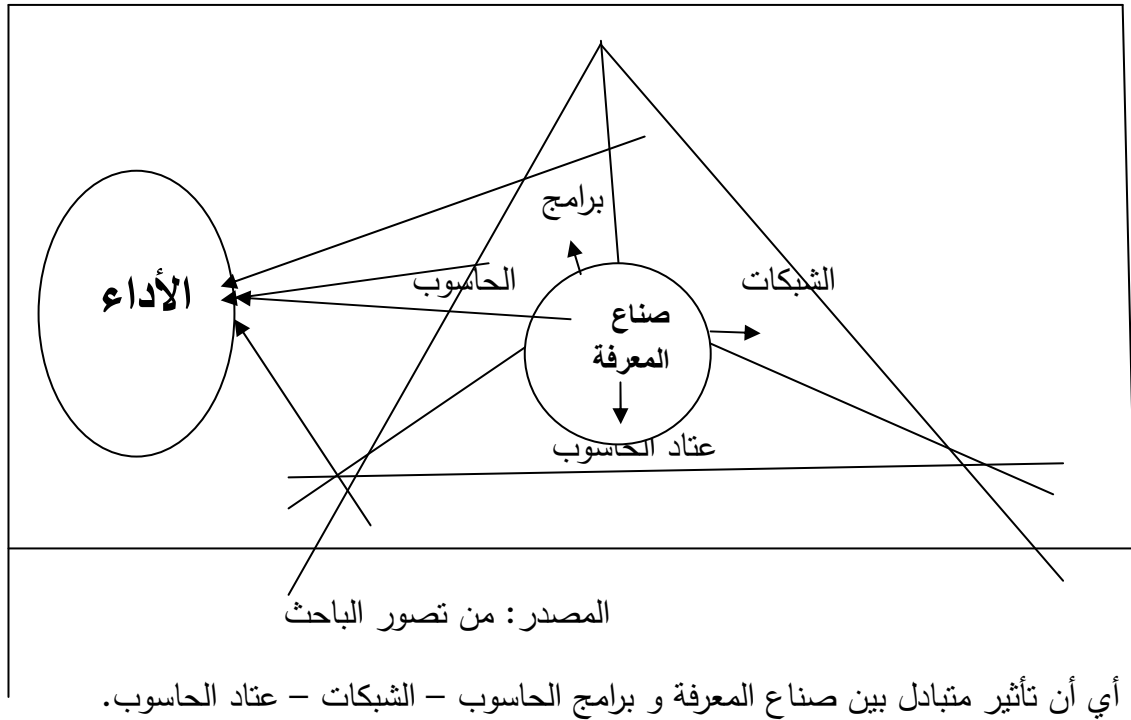 برامج
الحاسوب
الشبكات
الأداء
صناع
المعرفة
عتاد الحاسوب
المصدر: من تصور الباحث
أي أن تأثير متبادل بين صناع المعرفة و برامج الحاسوب – الشبكات – عتاد الحاسوب.